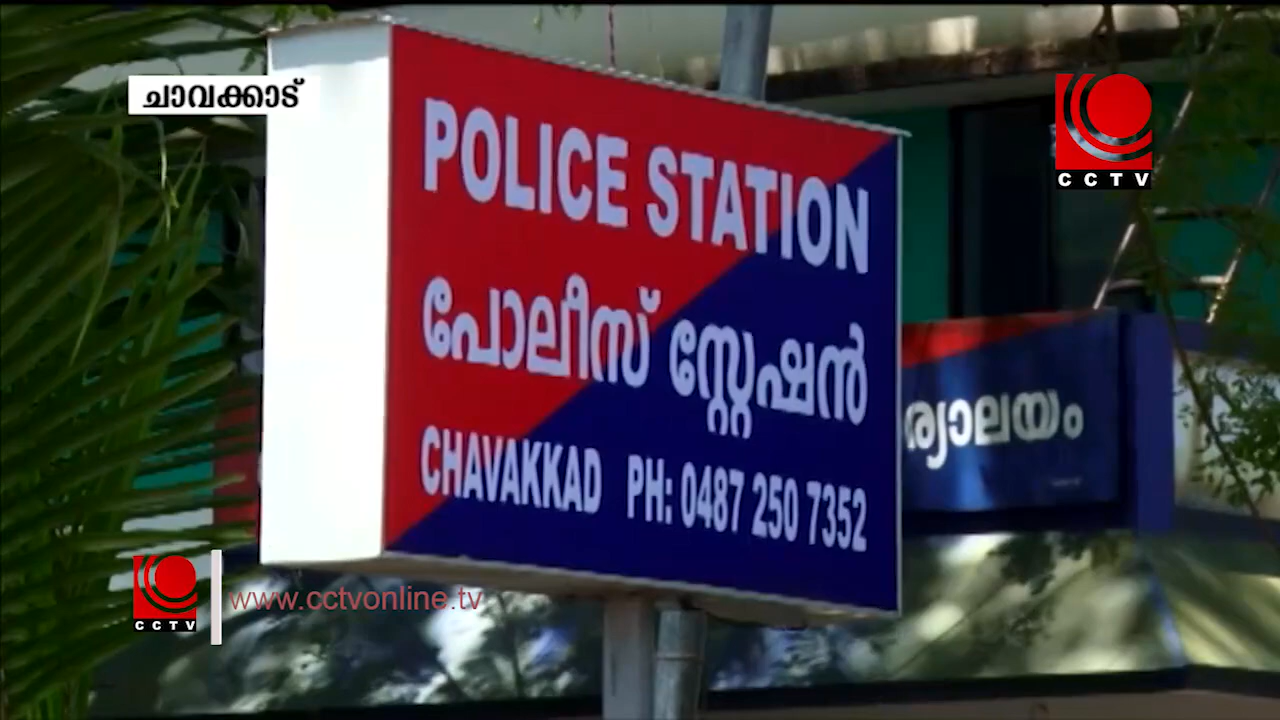 ചാവക്കാട്
CCTV
POLICE STATION
പോലീസ് സ്റ്റേഷൻ
CHAVAKKAD PH: 0487 250 7352
ര്യാലയം
CCTV
www.cctvonline.tv